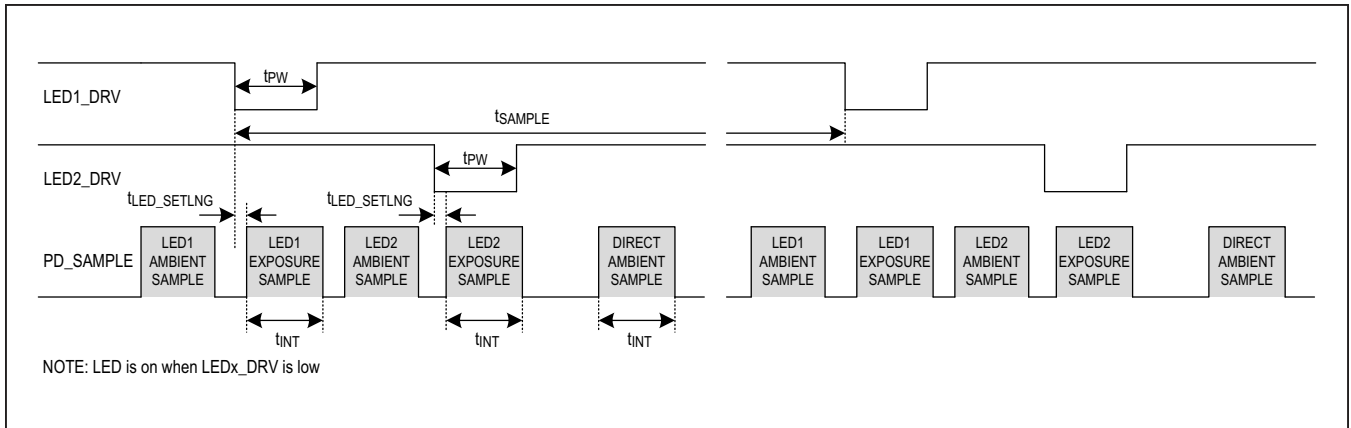 LED1_DRV
tPW
tSAMPLE
LED2_DRV
tPW
tLED_SETLNG
tLED_SETLNG
PD_SAMPLE
LED1
AMBIENT
SAMPLE
LED1
EXPOSURE
SAMPLE
LED2
AMBIENT
SAMPLE
LED2
EXPOSURE
SAMPLE
DIRECT
AMBIENT
SAMPLE
LED1
AMBIENT
SAMPLE
LED1
EXPOSURE
SAMPLE
LED2
AMBIENT
SAMPLE
LED2
EXPOSURE
SAMPLE
DIRECT
AMBIENT
SAMPLE
tINT
tINT
tINT
NOTE: LED is on when LEDx_DRV is low